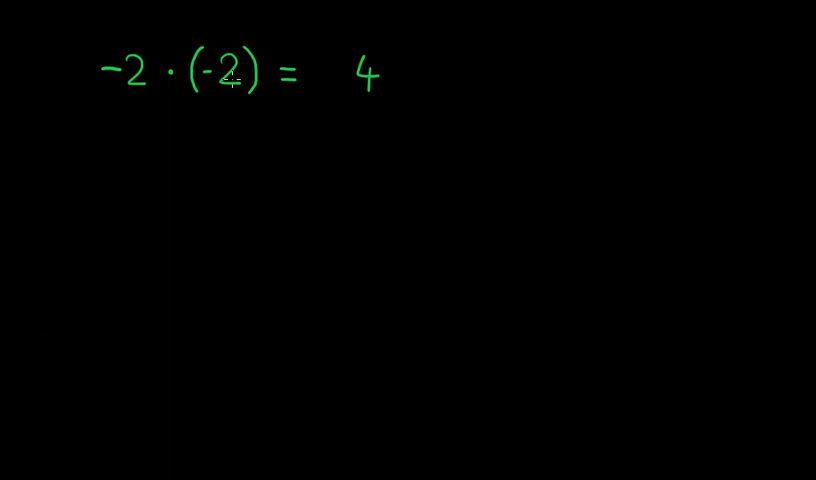 -2 · (-2) = 4